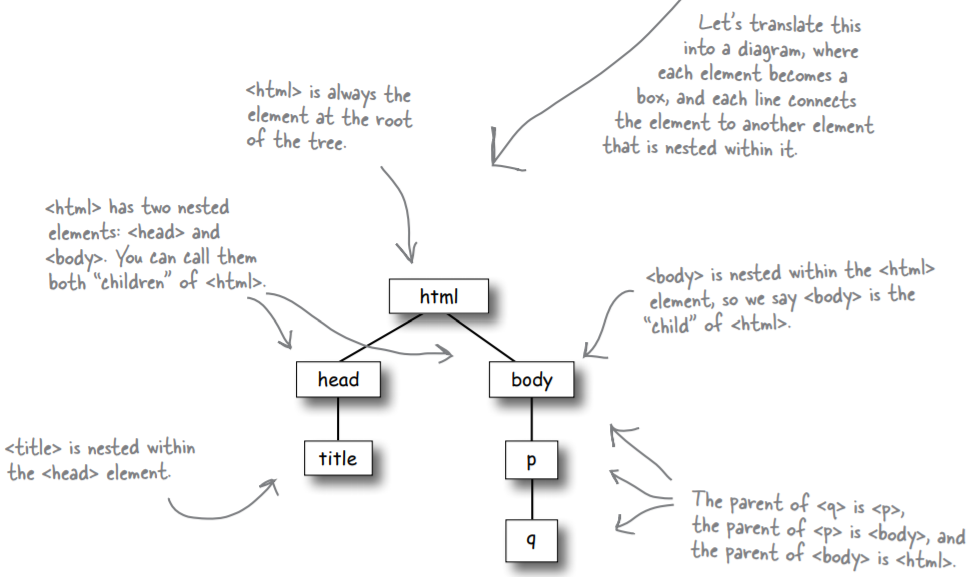 Let's translate this
into a diagram, where
each element becomes a
box, and each line connects
the element to another element
that is nested within it.
<html> is always the
element at the root
of the tree.
<html> has two nested
elements: <head> and
<body>. You can call them
both "children" of <html>.
html
<body> is nested within the <html>
element, so we say <body> is the
"child" of <html>.
head
body
<title> is nested within
the <head> element.
title
p
q
The parent of <q> is <p>,
the parent of <p> is <body>, and
the parent of <body> is <html>.